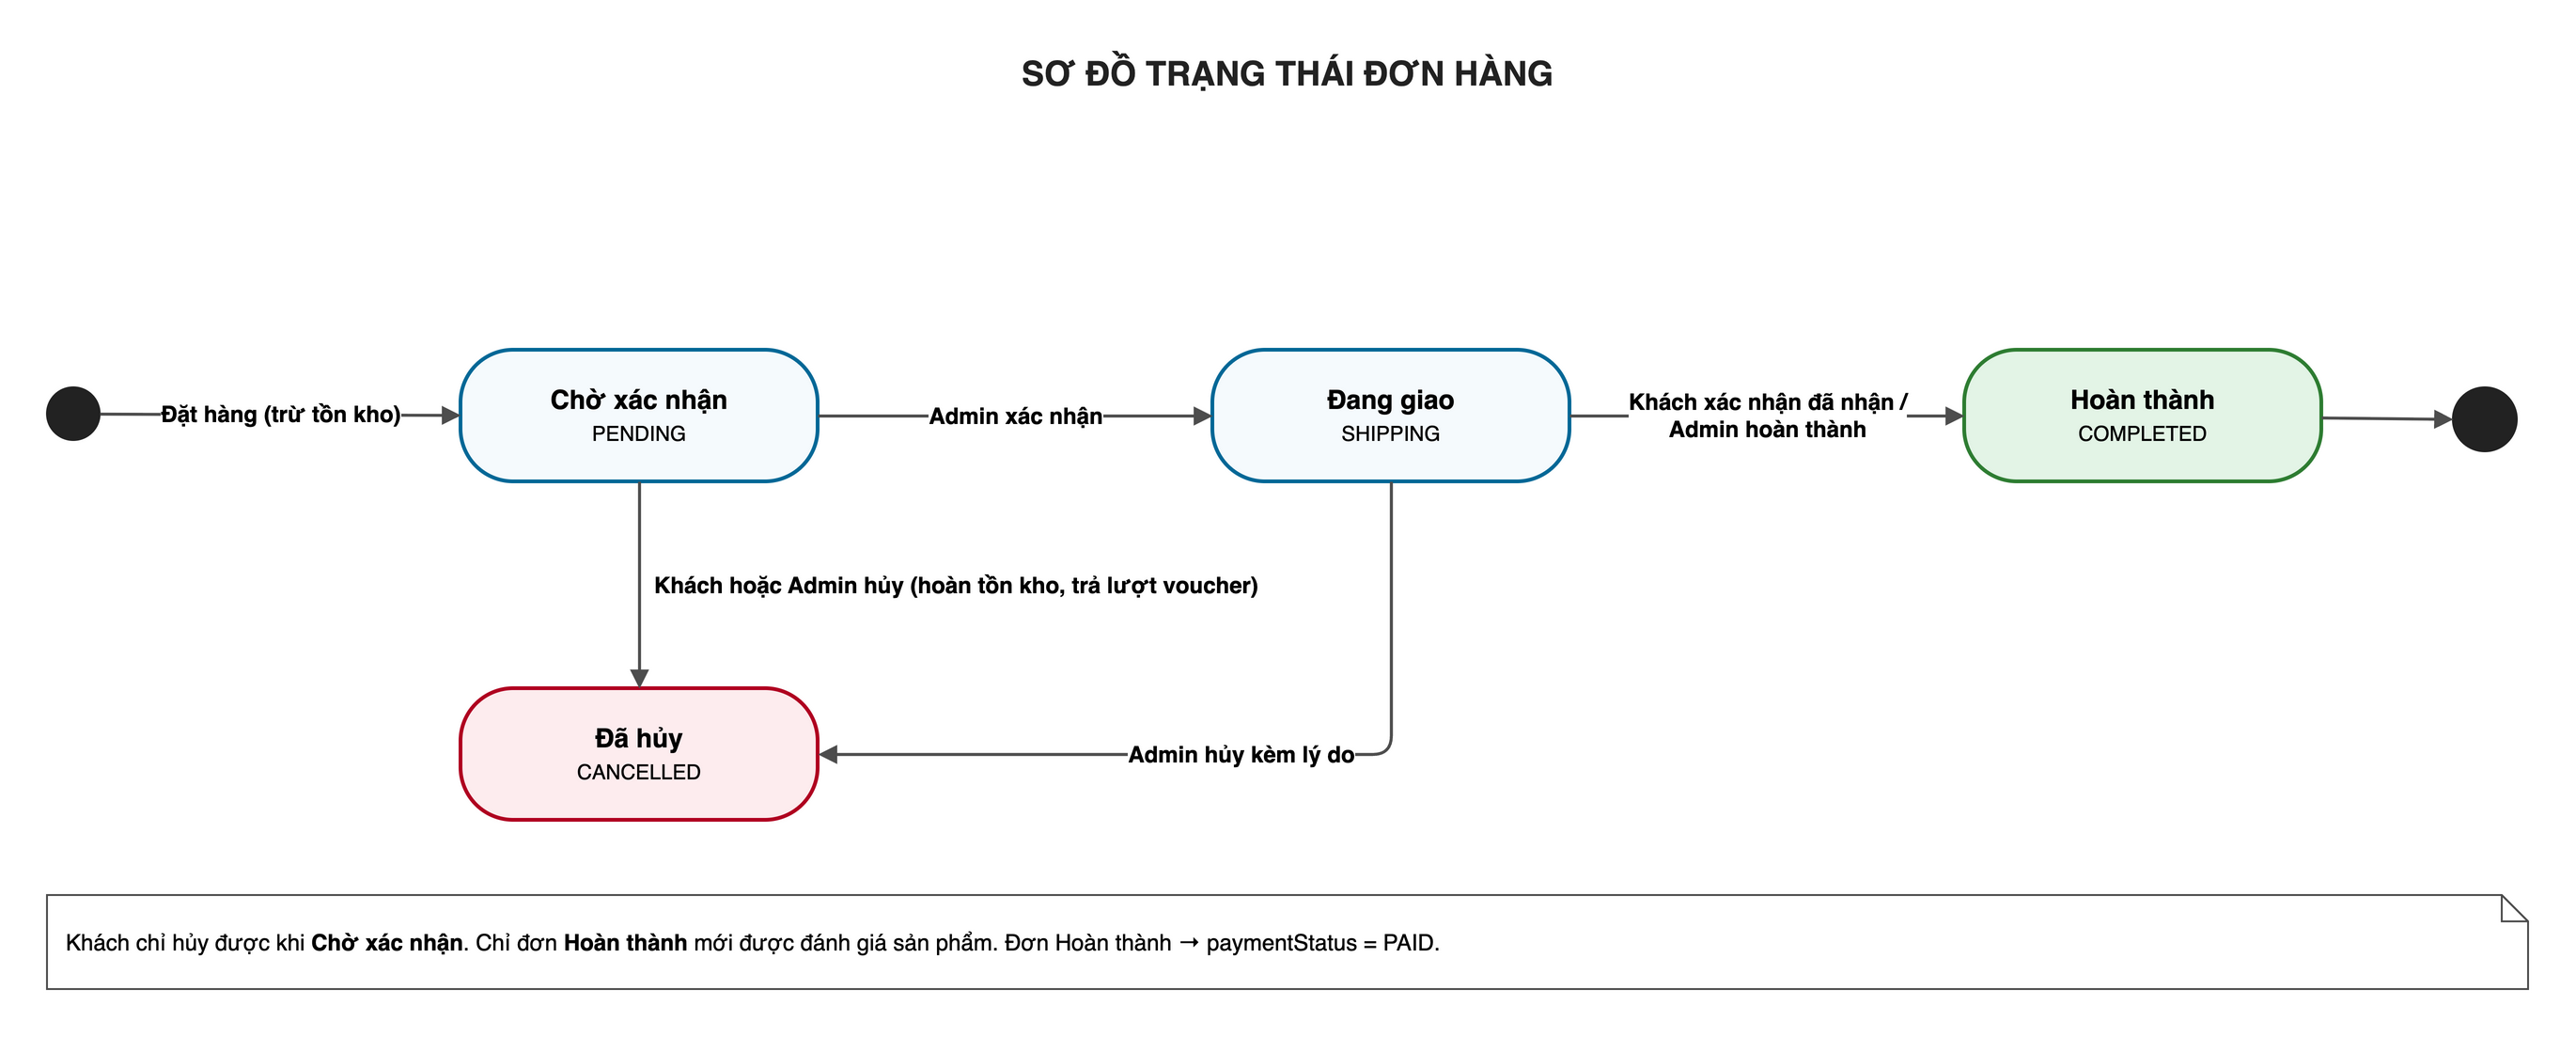 SƠ ĐỒ TRẠNG THÁI ĐƠN HÀNG
Đặt hàng (trừ tồn kho)
Chờ xác nhận
PENDING
Admin xác nhận
Đang giao
SHIPPING
Khách xác nhận đã nhận /
Admin hoàn thành
Hoàn thành
COMPLETED
Khách hoặc Admin hủy (hoàn tồn kho, trả lượt voucher)
Đã hủy
CANCELLED
Admin hủy kèm lý do
Khách chỉ hủy được khi Chờ xác nhận. Chỉ đơn Hoàn thành mới được đánh giá sản phẩm. Đơn Hoàn thành → paymentStatus = PAID.